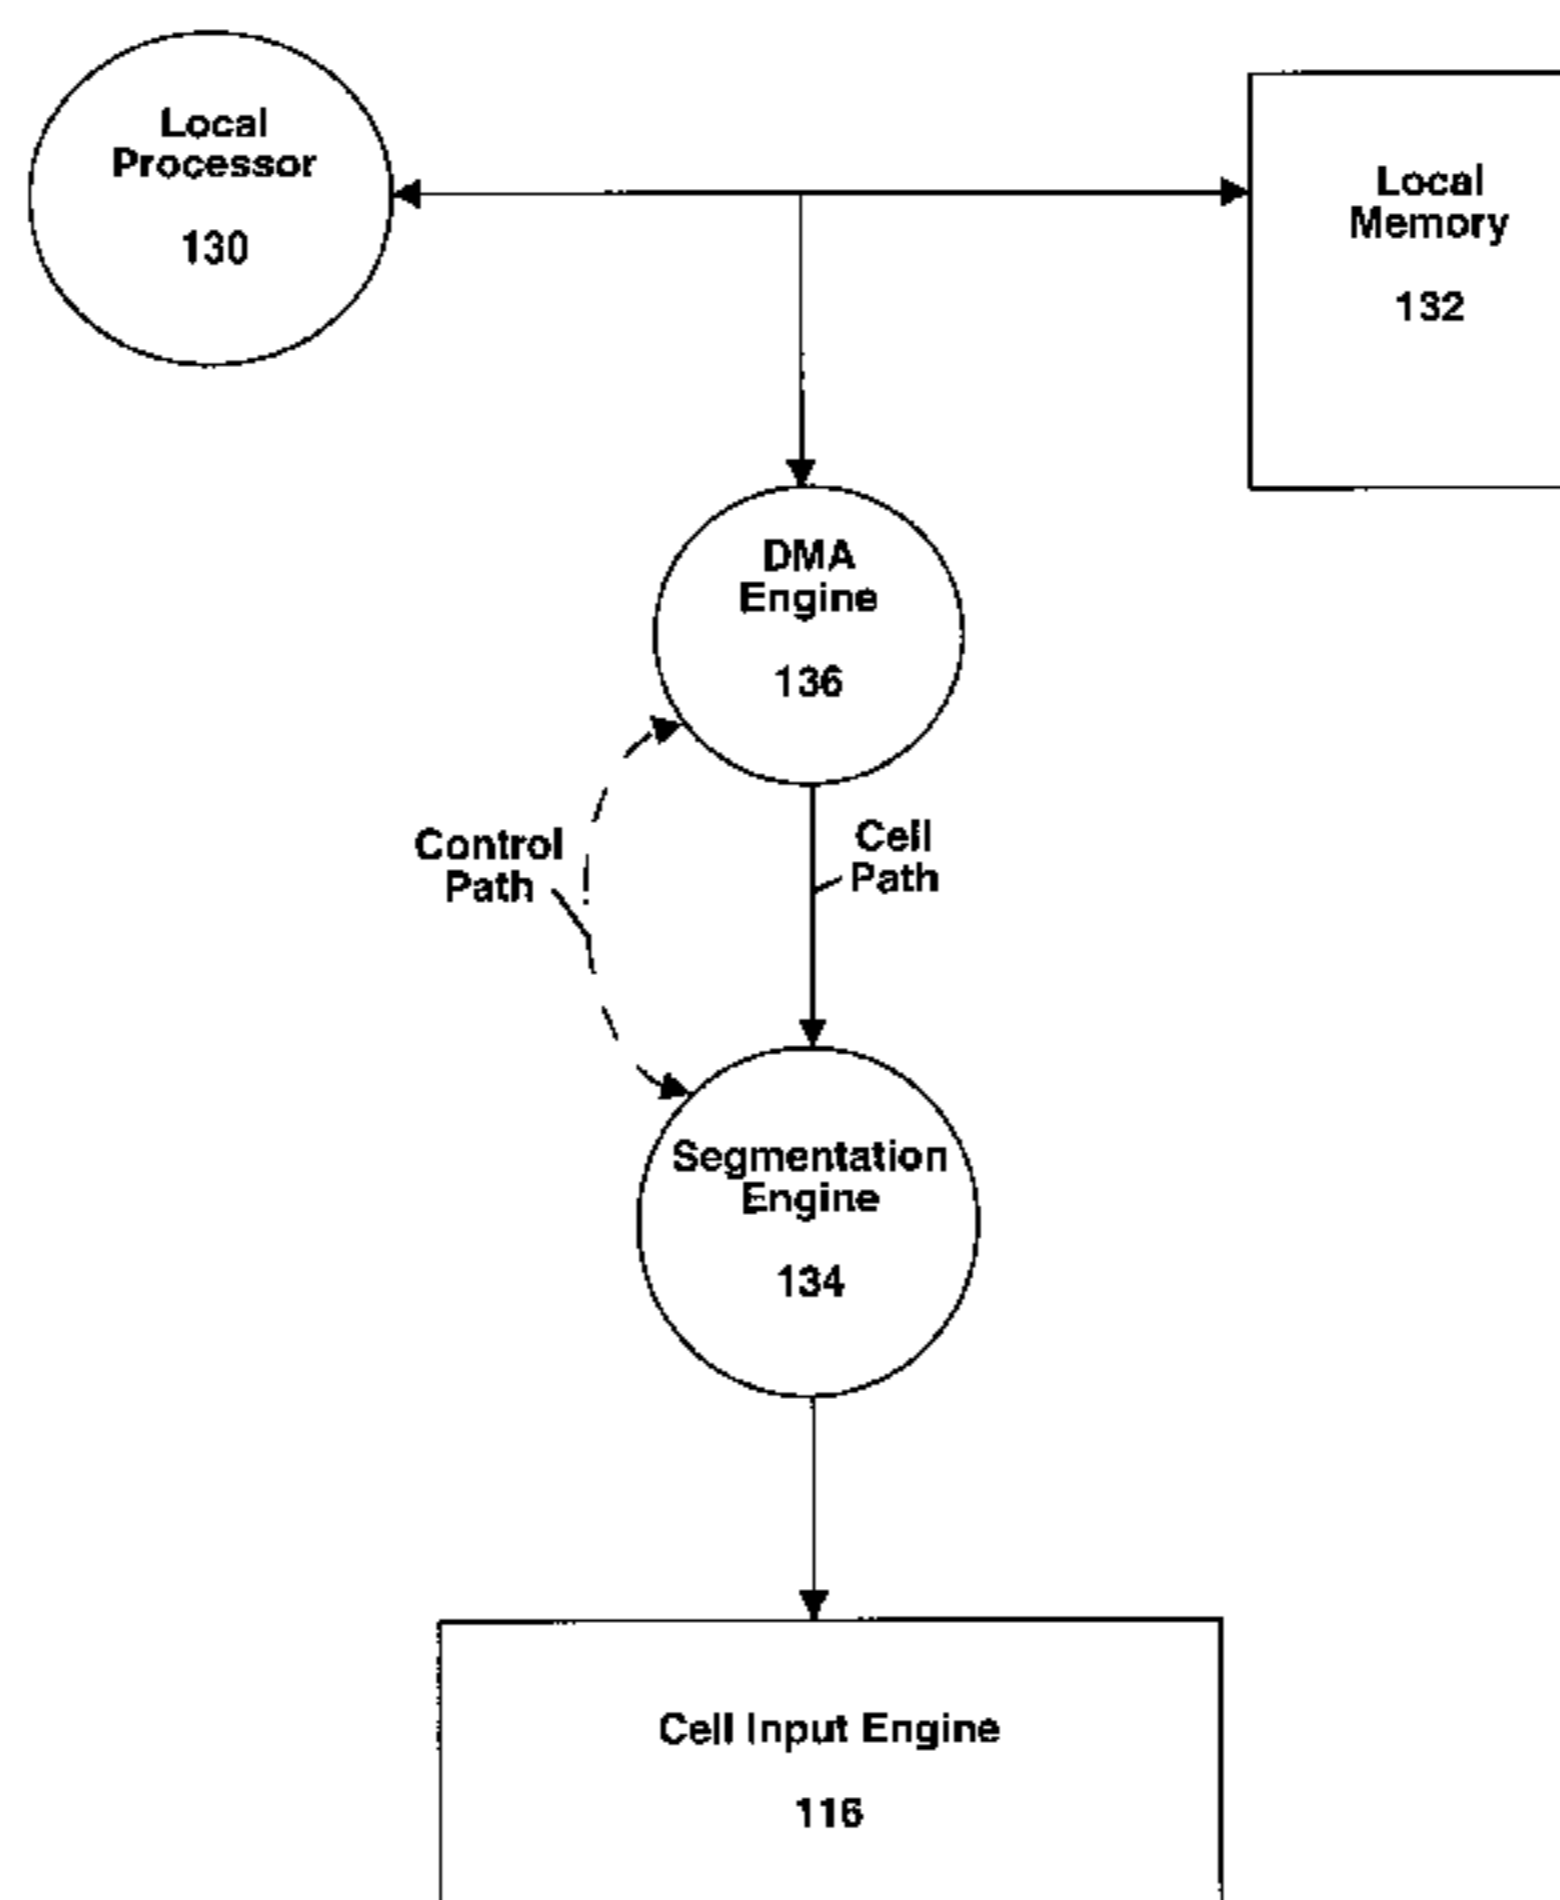 Local
Processor
130
Local
Memory
132
DMA
Engine
136
Control
Path
Cell
Path
Segmentation
Engine
134
Cell Input Engine
116